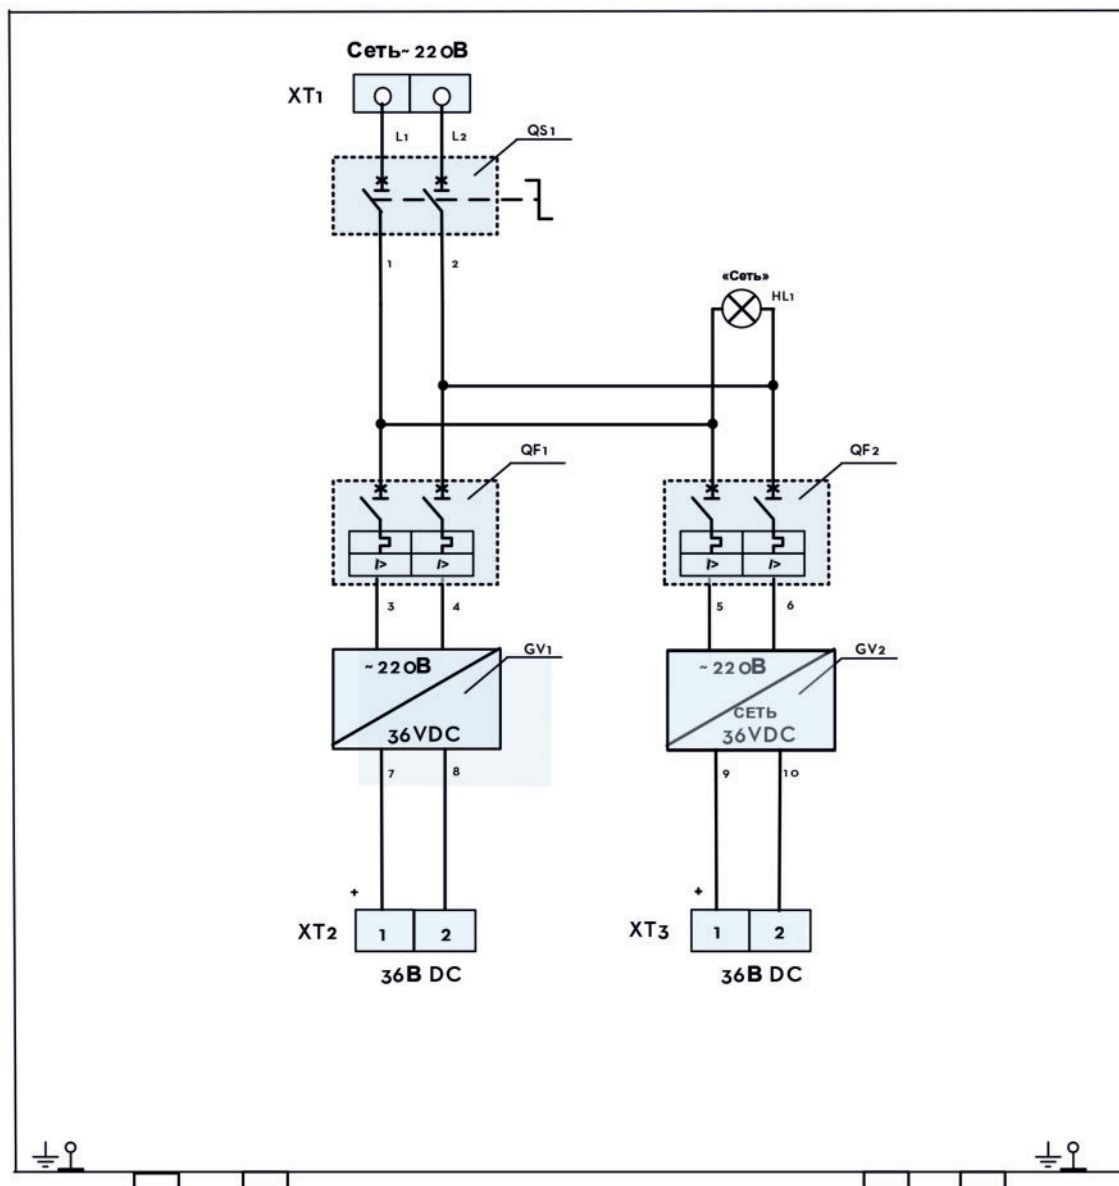 Сеть~ 220В
XT1
L1 L2 QS1
1 2
«Сеть»
HL1
QF1 QF2
I> I> I> I>
3 4 5 6
~220В GV1 ~220В GV2
СЕТЬ
36VDC 36VDC
7 8 9 10
+ +
XT2 1 2 XT3 1 2
36В DC 36В DC